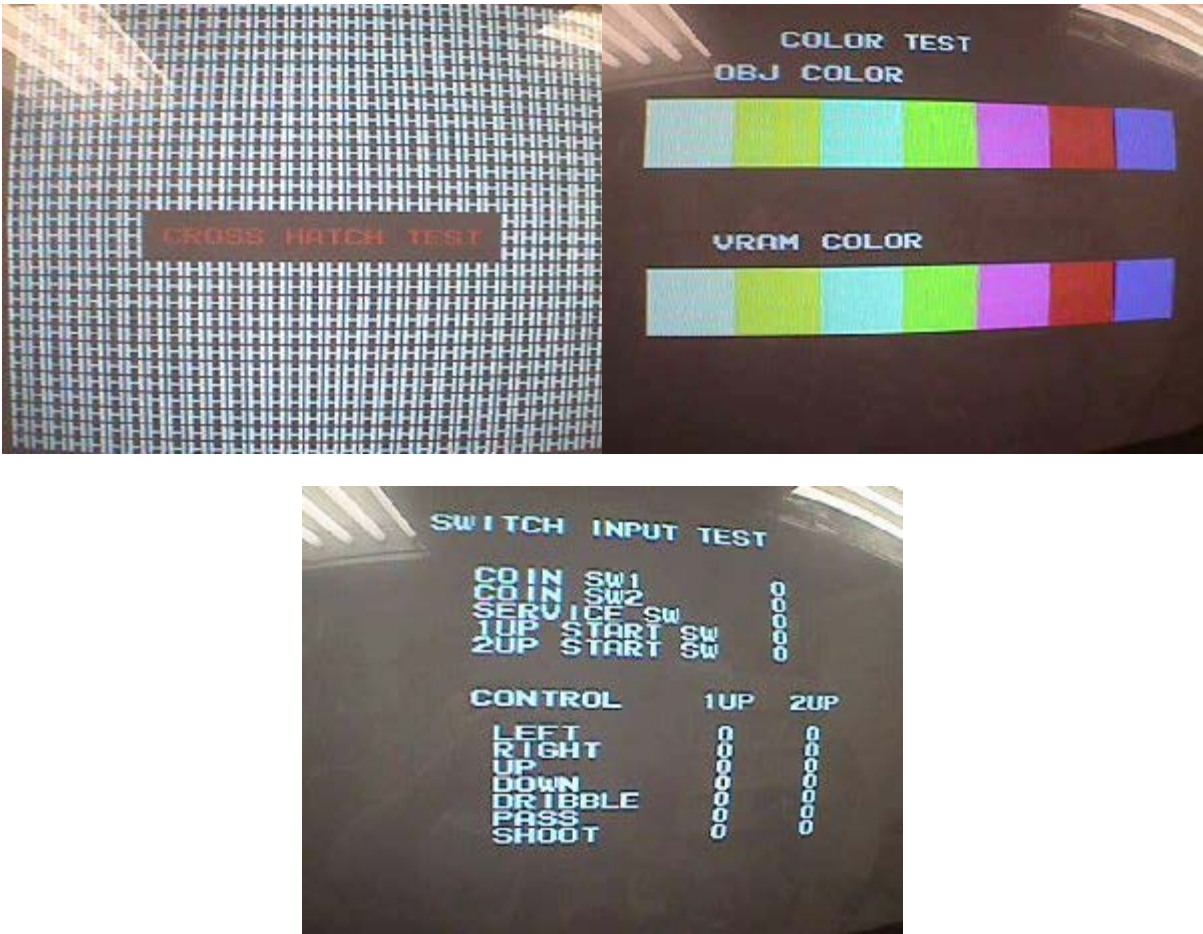 CROSS HATCH TEST
COLOR TEST
OBJ COLOR
VRAM COLOR
SWITCH INPUT TEST
COIN SW1 0
COIN SW2 0
SERVICE SW 0
1UP START SW 0
2UP START SW 0
CONTROL 1UP 2UP
LEFT 0 0
RIGHT 0 0
UP 0 0
DOWN 0 0
DRIBBLE 0 0
PASS 0 0
SHOOT 0 0